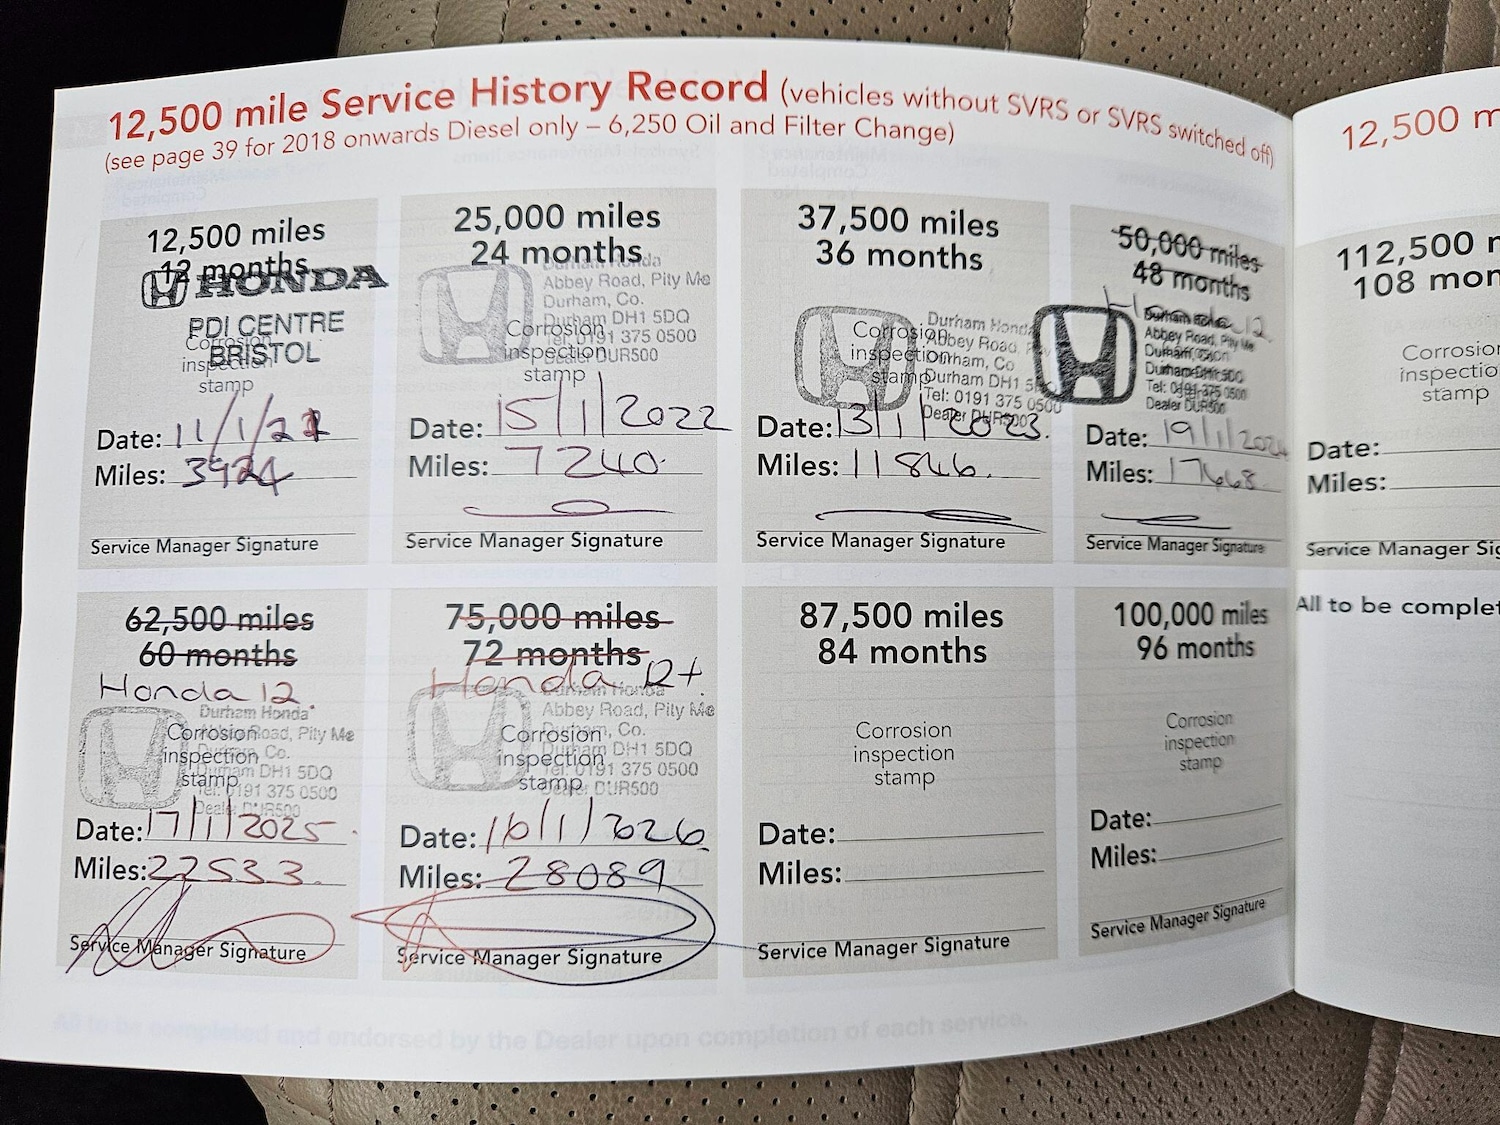 12,500 mile Service History Record (vehicles without SVRS or SVRS switched off)
(see page 39 for 2018 onwards Diesel only – 6,250 Oil and Filter Change)
12,500 miles
12 months
HONDA
PDI CENTRE
BRISTOL
Corrosion
inspection
stamp
Date: 11/1/21
Miles: 3924
Service Manager Signature
25,000 miles
24 months
Durham Honda
Abbey Road, Pity Me
Durham, Co.
Durham DH1 5DQ
Tel: 0191 375 0500
Dealer DUR500
Corrosion
inspection
stamp
Date: 15/1/2022
Miles: 7240
Service Manager Signature
37,500 miles
36 months
Durham Honda
Abbey Road, Pity
Durham, Co
Durham DH1 5DQ
Tel: 0191 375 0500
Dealer DUR500
Corrosion
inspection
stamp
Date: 13/1/2023.
Miles: 11846.
Service Manager Signature
50,000 miles
48 months
Honda 12
Durham Honda
Abbey Road, Pity Me
Durham, Co.
Durham DH1 5DQ
Tel: 0191 375 0500
Dealer DUR500
Date: 19/1/2024
Miles: 17668
Service Manager Signature
62,500 miles
60 months
Honda 12
Durham Honda
Abbey Road, Pity Me
Durham, Co.
Durham DH1 5DQ
Tel: 0191 375 0500
Dealer DUR500
Corrosion
inspection
stamp
Date: 17/1/2025.
Miles: 22533.
Service Manager Signature
75,000 miles
72 months
Honda 12+
Durham Honda
Abbey Road, Pity Me
Durham, Co.
Durham DH1 5DQ
Tel: 0191 375 0500
Dealer DUR500
Corrosion
inspection
stamp
Date: 16/1/2026.
Miles: 28089
Service Manager Signature
87,500 miles
84 months
Corrosion
inspection
stamp
Date:
Miles:
Service Manager Signature
100,000 miles
96 months
Corrosion
inspection
stamp
Date:
Miles:
Service Manager Signature
12,500 m
112,500 m
108 mon
Corrosion
inspectio
stamp
Date:
Miles:
Service Manager Sig
All to be complet